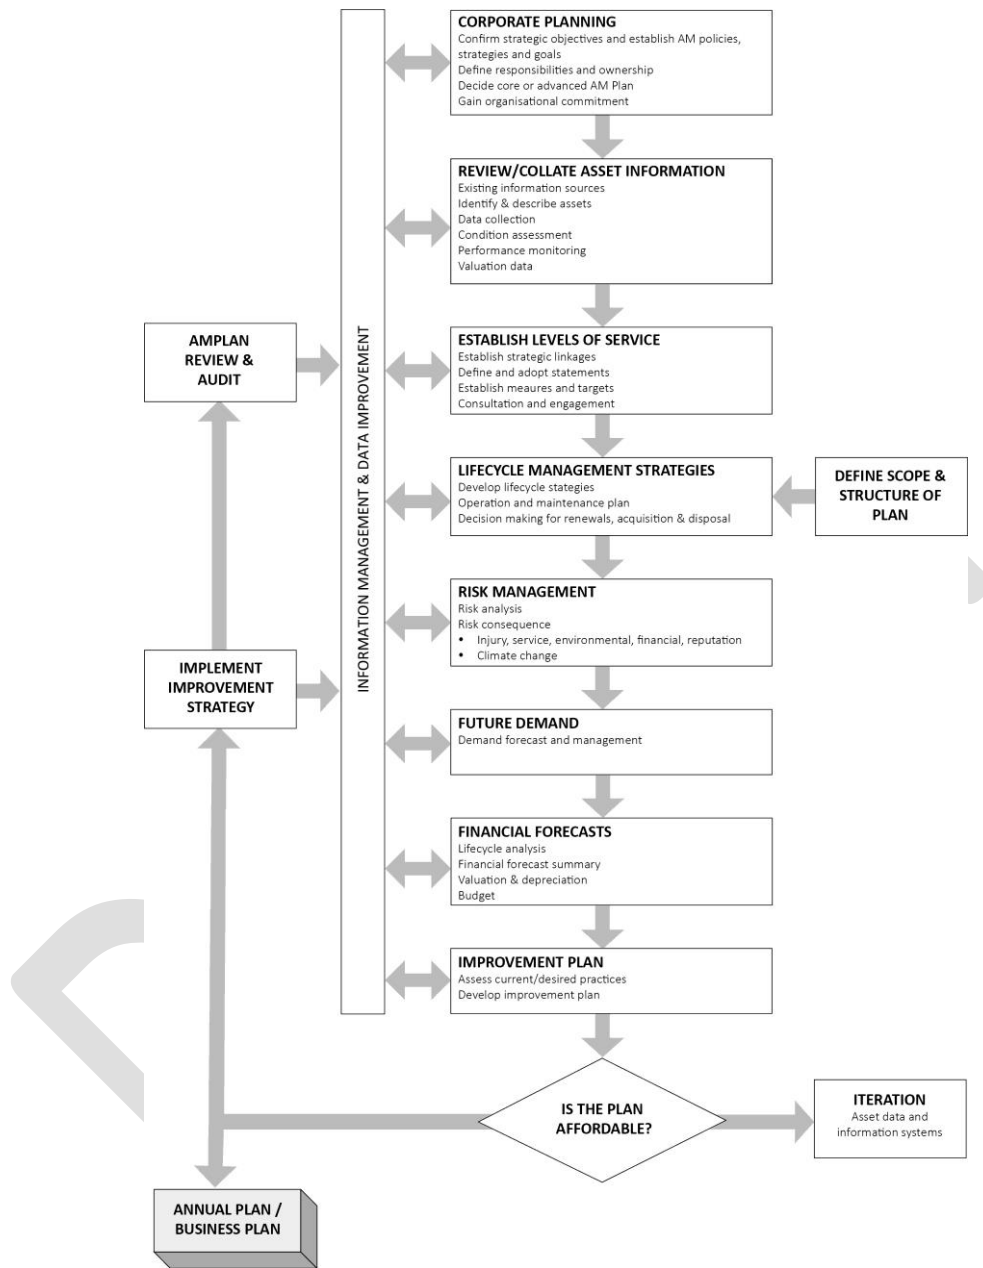 CORPORATE PLANNING
Confirm strategic objectives and establish AM policies,
strategies and goals
Define responsibilities and ownership
Decide core or advanced AM Plan
Gain organisational commitment
REVIEW/COLLATE ASSET INFORMATION
Existing information sources
Identify & describe assets
Data collection
Condition assessment
Performance monitoring
Valuation data
INFORMATION MANAGEMENT & DATA IMPROVEMENT
AMPLAN
REVIEW &
AUDIT
ESTABLISH LEVELS OF SERVICE
Establish strategic linkages
Define and adopt statements
Establish meaures and targets
Consultation and engagement
LIFECYCLE MANAGEMENT STRATEGIES
Develop lifecycle stategies
Operation and maintenance plan
Decision making for renewals, acquisition & disposal
DEFINE SCOPE &
STRUCTURE OF
PLAN
RISK MANAGEMENT
Risk analysis
Risk consequence
• Injury, service, environmental, financial, reputation
• Climate change
IMPLEMENT
IMPROVEMENT
STRATEGY
FUTURE DEMAND
Demand forecast and management
FINANCIAL FORECASTS
Lifecycle analysis
Financial forecast summary
Valuation & depreciation
Budget
IMPROVEMENT PLAN
Assess current/desired practices
Develop improvement plan
IS THE PLAN
AFFORDABLE?
ITERATION
Asset data and
information systems
ANNUAL PLAN /
BUSINESS PLAN